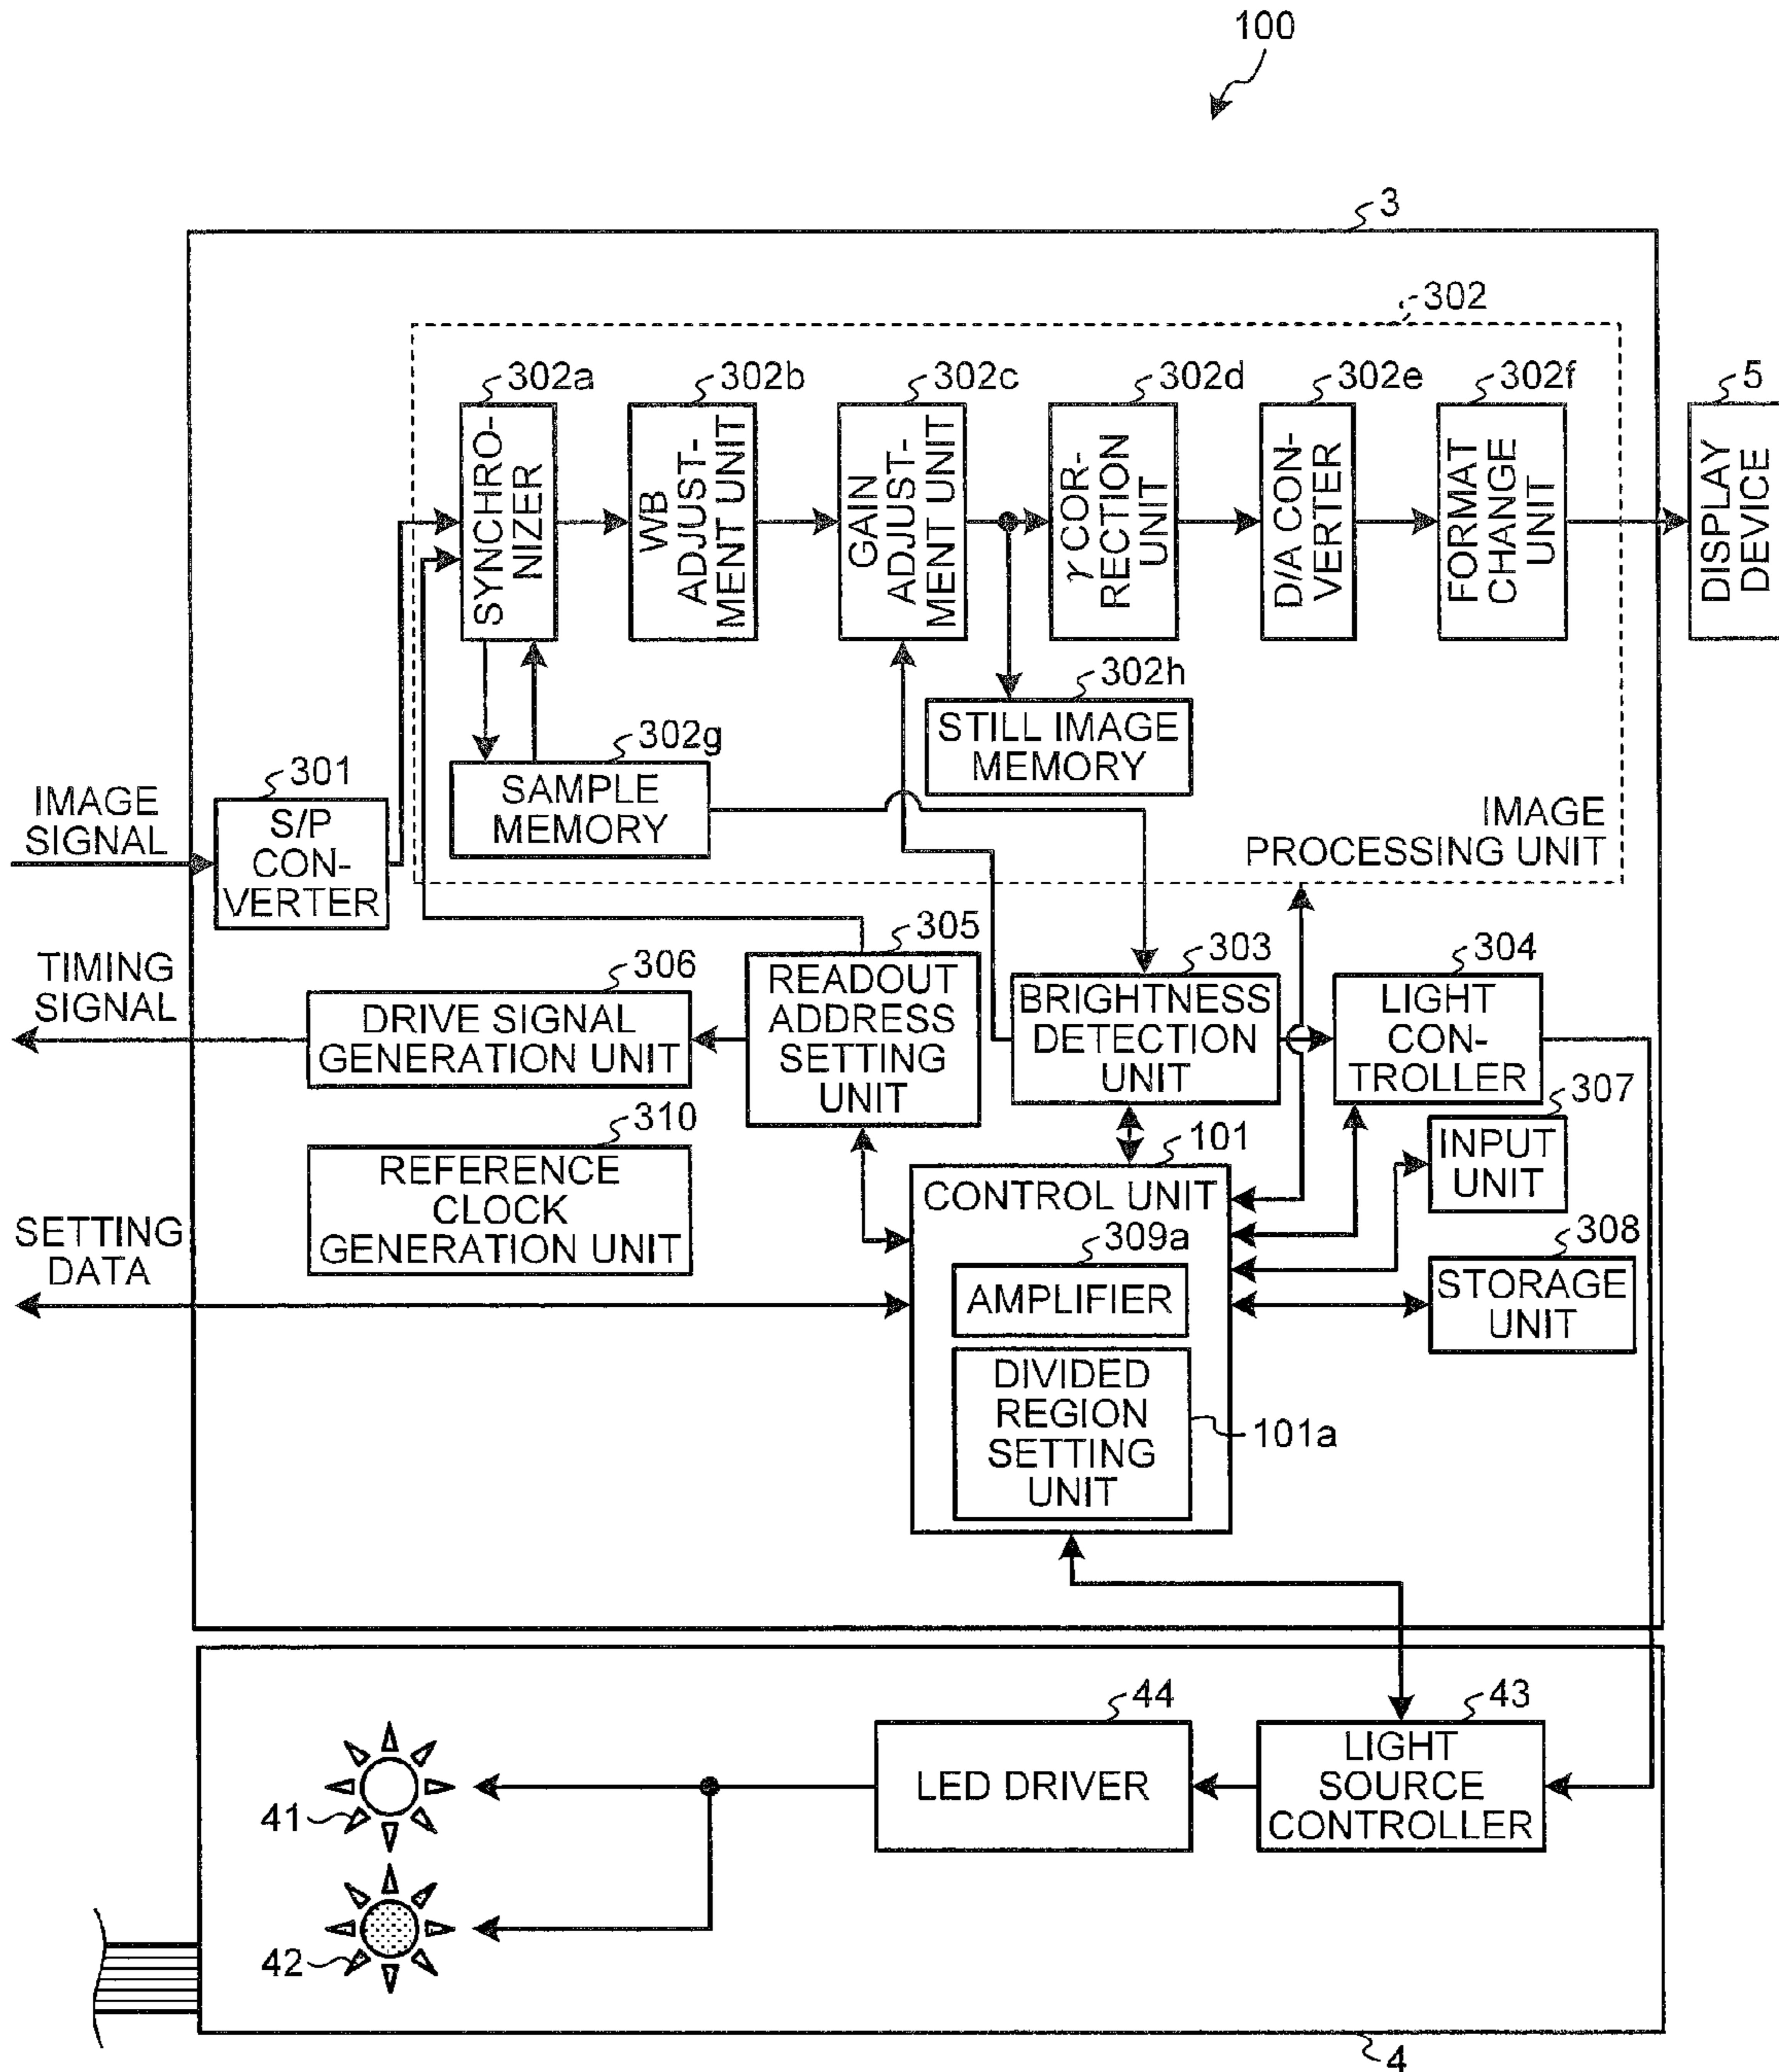 100
3
302
302a
302b
302c
302d
302e
302f
5
SYNCHRO-
NIZER
WB
ADJUST-
MENT UNIT
GAIN
ADJUST-
MENT UNIT
γ COR-
RECTION
UNIT
D/A CON-
VERTER
FORMAT
CHANGE
UNIT
DISPLAY
DEVICE
302g
SAMPLE
MEMORY
302h
STILL IMAGE
MEMORY
IMAGE
PROCESSING UNIT
IMAGE
SIGNAL
301
S/P
CON-
VERTER
TIMING
SIGNAL
306
DRIVE SIGNAL
GENERATION UNIT
305
READOUT
ADDRESS
SETTING
UNIT
303
BRIGHTNESS
DETECTION
UNIT
304
LIGHT
CON-
TROLLER
310
REFERENCE
CLOCK
GENERATION UNIT
101
CONTROL UNIT
307
INPUT
UNIT
SETTING
DATA
309a
AMPLIFIER
308
STORAGE
UNIT
DIVIDED
REGION
SETTING
UNIT
101a
44
LED DRIVER
43
LIGHT
SOURCE
CONTROLLER
41
42
4